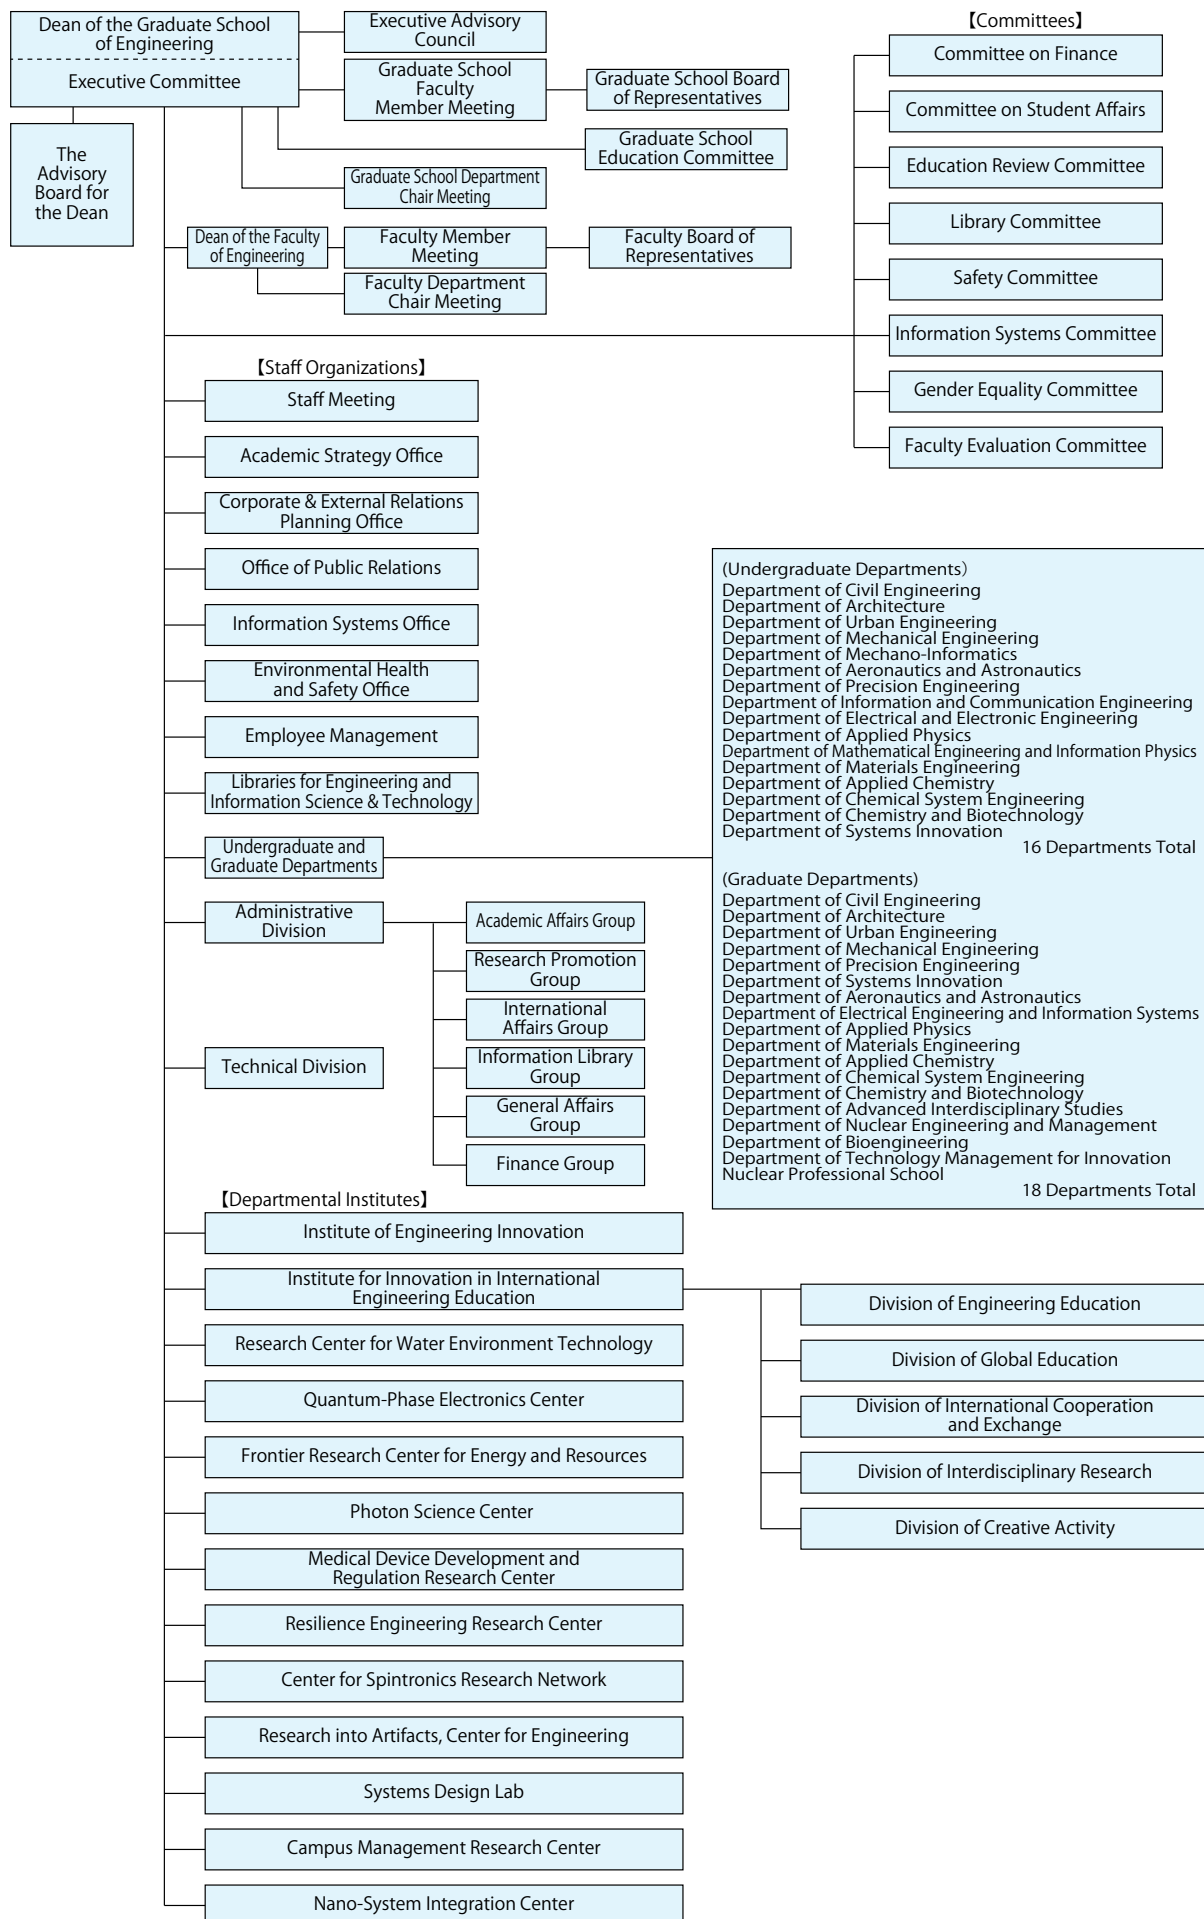 Dean of the Graduate School
of Engineering
Executive Committee
Executive Advisory
Council
Graduate School
Faculty
Member Meeting
Graduate School Board
of Representatives
Graduate School
Education Committee
Graduate School Department
Chair Meeting
The
Advisory
Board for
the Dean
Dean of the Faculty
of Engineering
Faculty Member
Meeting
Faculty Board of
Representatives
Faculty Department
Chair Meeting
【Committees】
Committee on Finance
Committee on Student Affairs
Education Review Committee
Library Committee
Safety Committee
Information Systems Committee
Gender Equality Committee
Faculty Evaluation Committee
【Staff Organizations】
Staff Meeting
Academic Strategy Office
Corporate & External Relations
Planning Office
Office of Public Relations
Information Systems Office
Environmental Health
and Safety Office
Employee Management
Libraries for Engineering and
Information Science & Technology
Undergraduate and
Graduate Departments
(Undergraduate Departments)
Department of Civil Engineering
Department of Architecture
Department of Urban Engineering
Department of Mechanical Engineering
Department of Mechano-Informatics
Department of Aeronautics and Astronautics
Department of Precision Engineering
Department of Information and Communication Engineering
Department of Electrical and Electronic Engineering
Department of Applied Physics
Department of Mathematical Engineering and Information Physics
Department of Materials Engineering
Department of Applied Chemistry
Department of Chemical System Engineering
Department of Chemistry and Biotechnology
Department of Systems Innovation
16 Departments Total
(Graduate Departments)
Department of Civil Engineering
Department of Architecture
Department of Urban Engineering
Department of Mechanical Engineering
Department of Precision Engineering
Department of Systems Innovation
Department of Aeronautics and Astronautics
Department of Electrical Engineering and Information Systems
Department of Applied Physics
Department of Materials Engineering
Department of Applied Chemistry
Department of Chemical System Engineering
Department of Chemistry and Biotechnology
Department of Advanced Interdisciplinary Studies
Department of Nuclear Engineering and Management
Department of Bioengineering
Department of Technology Management for Innovation
Nuclear Professional School
18 Departments Total
Administrative
Division
Academic Affairs Group
Research Promotion
Group
International
Affairs Group
Information Library
Group
General Affairs
Group
Finance Group
Technical Division
【Departmental Institutes】
Institute of Engineering Innovation
Institute for Innovation in International
Engineering Education
Division of Engineering Education
Division of Global Education
Division of International Cooperation
and Exchange
Division of Interdisciplinary Research
Division of Creative Activity
Research Center for Water Environment Technology
Quantum-Phase Electronics Center
Frontier Research Center for Energy and Resources
Photon Science Center
Medical Device Development and
Regulation Research Center
Resilience Engineering Research Center
Center for Spintronics Research Network
Research into Artifacts, Center for Engineering
Systems Design Lab
Campus Management Research Center
Nano-System Integration Center